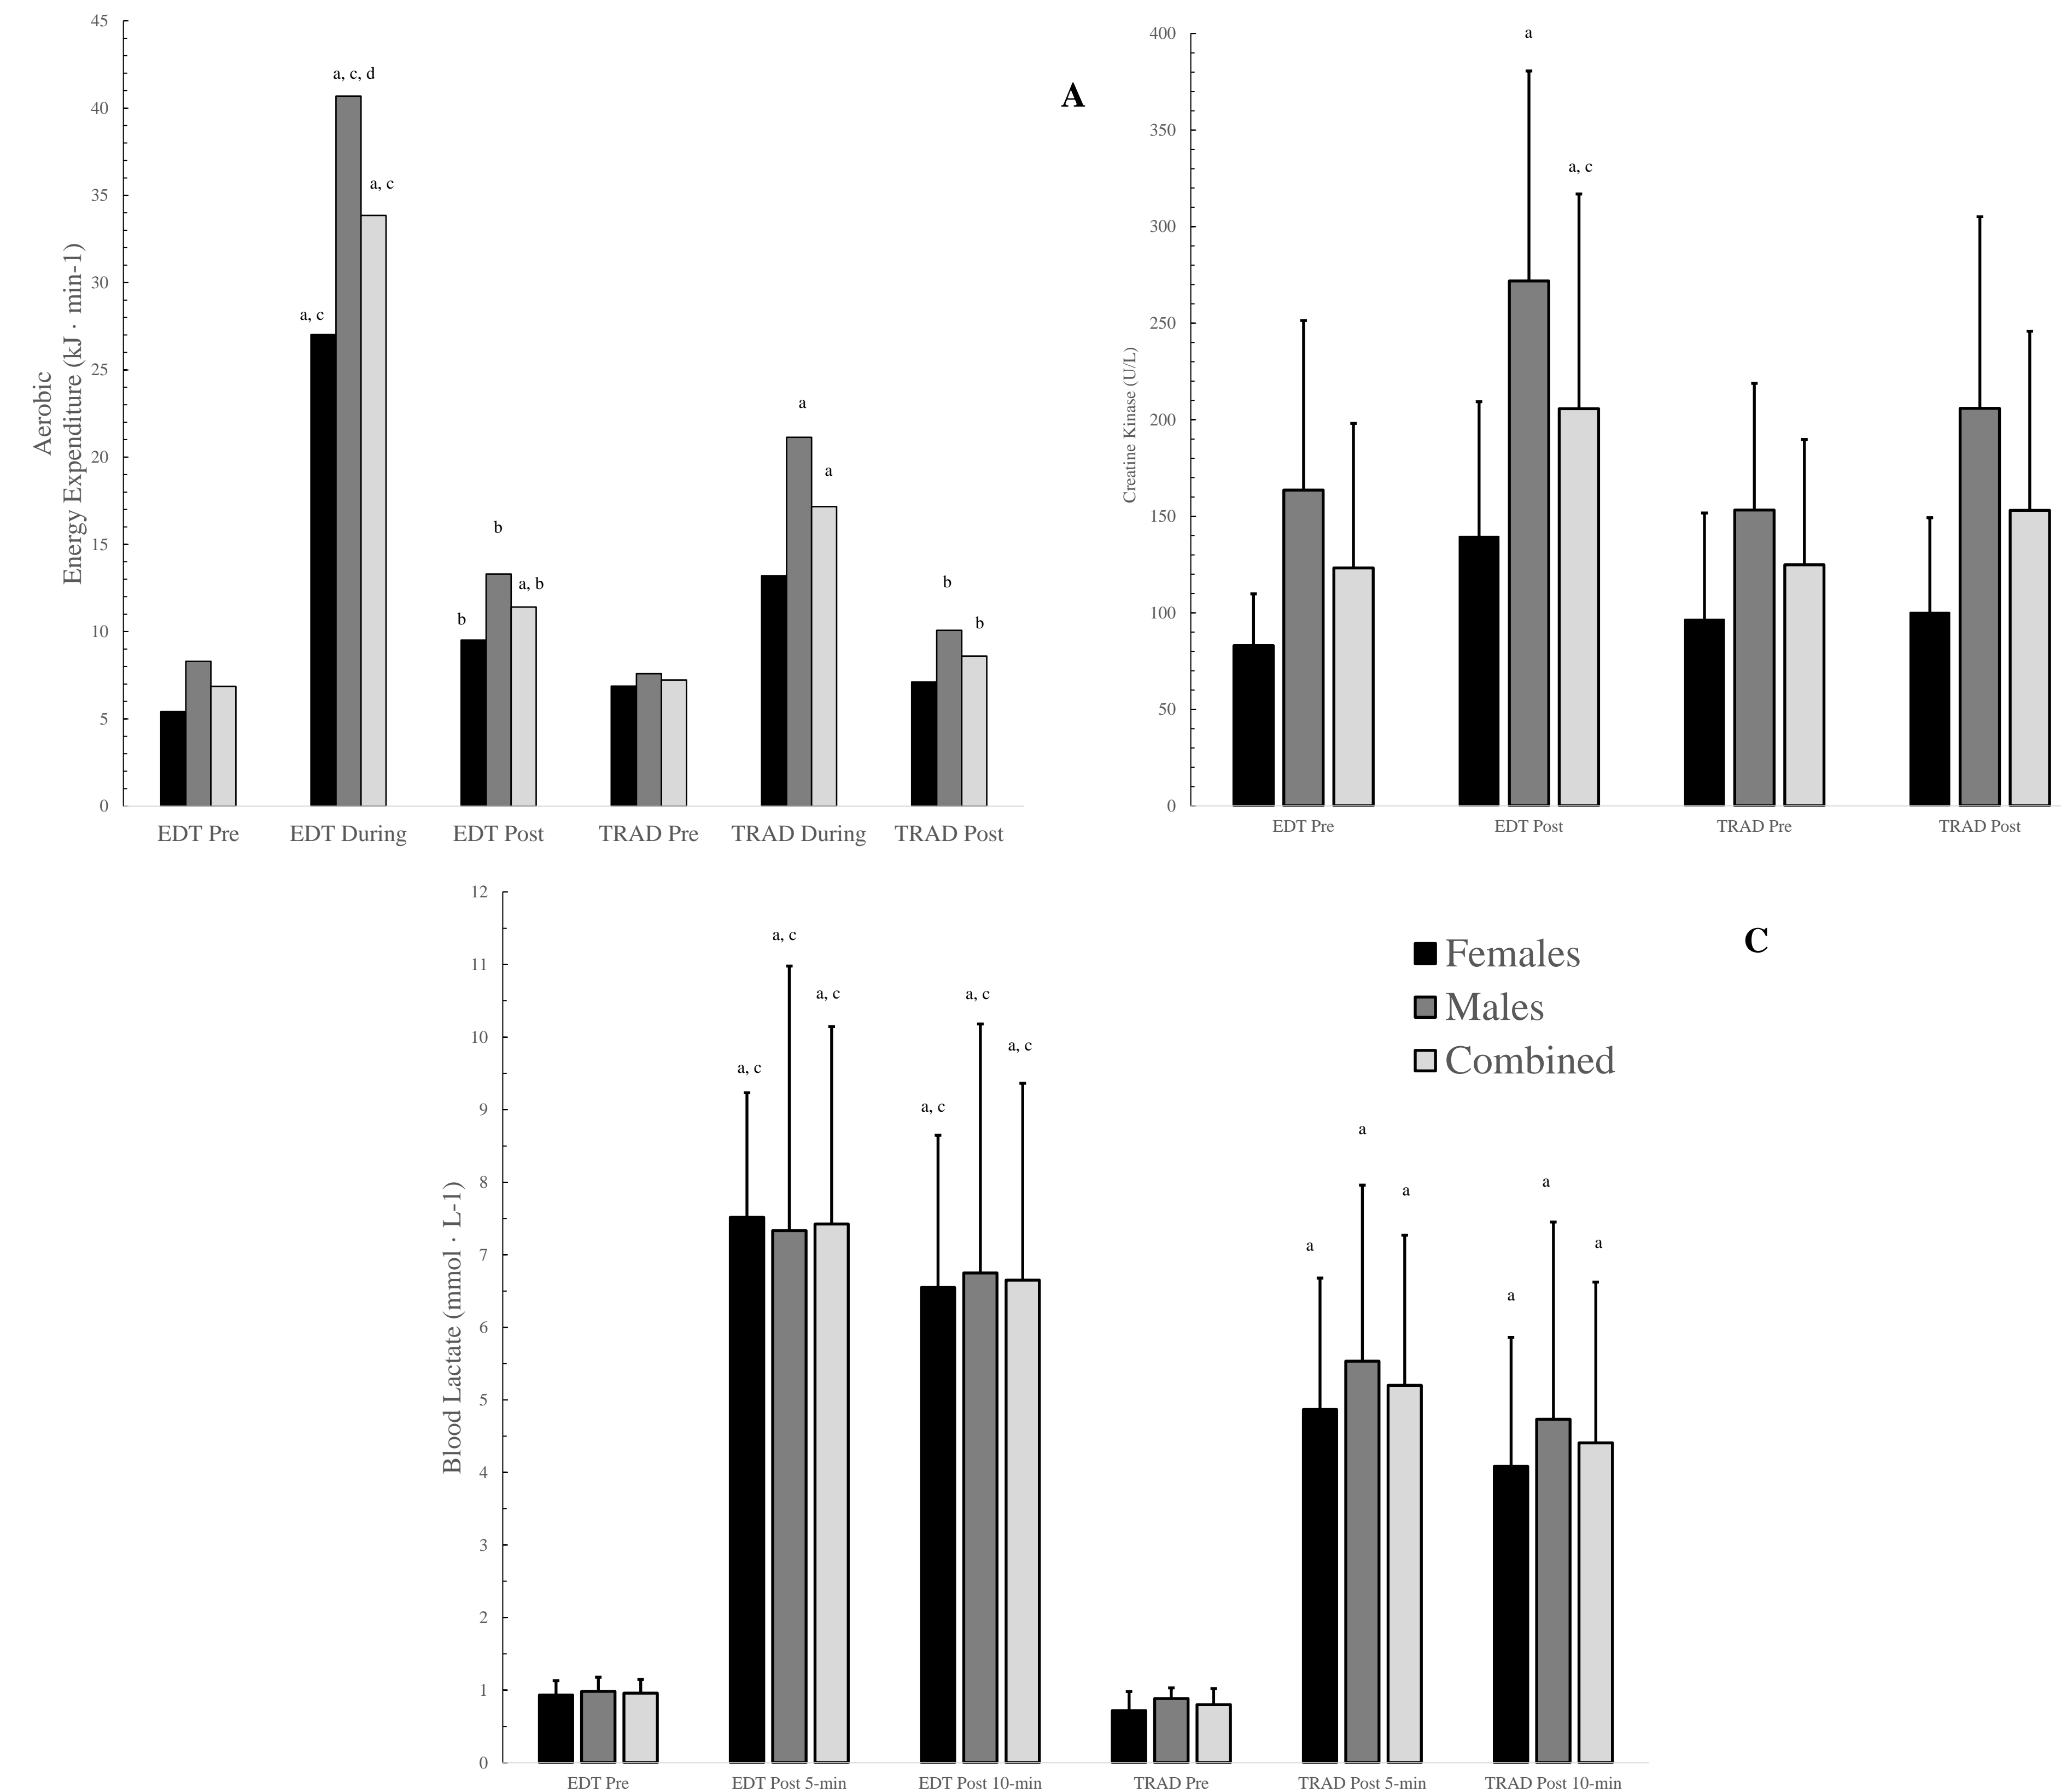 45
40
35
30
25
20
15
10
5
0
Aerobic
Energy Expenditure (kJ · min-1)
a, c, d
a, c
a, c
b
a, b
b
a
a
b
b
EDT Pre
EDT During
EDT Post
TRAD Pre
TRAD During
TRAD Post
A
400
350
300
250
200
150
100
50
0
Creatine Kinase (U/L)
a
a, c
EDT Pre
EDT Post
TRAD Pre
TRAD Post
12
11
10
9
8
7
6
5
4
3
2
1
0
Blood Lactate (mmol · L-1)
a, c
a, c
a, c
a, c
a, c
a, c
a
a
a
a
a
a
EDT Pre
EDT Post 5-min
EDT Post 10-min
TRAD Pre
TRAD Post 5-min
TRAD Post 10-min
Females
Males
Combined
C